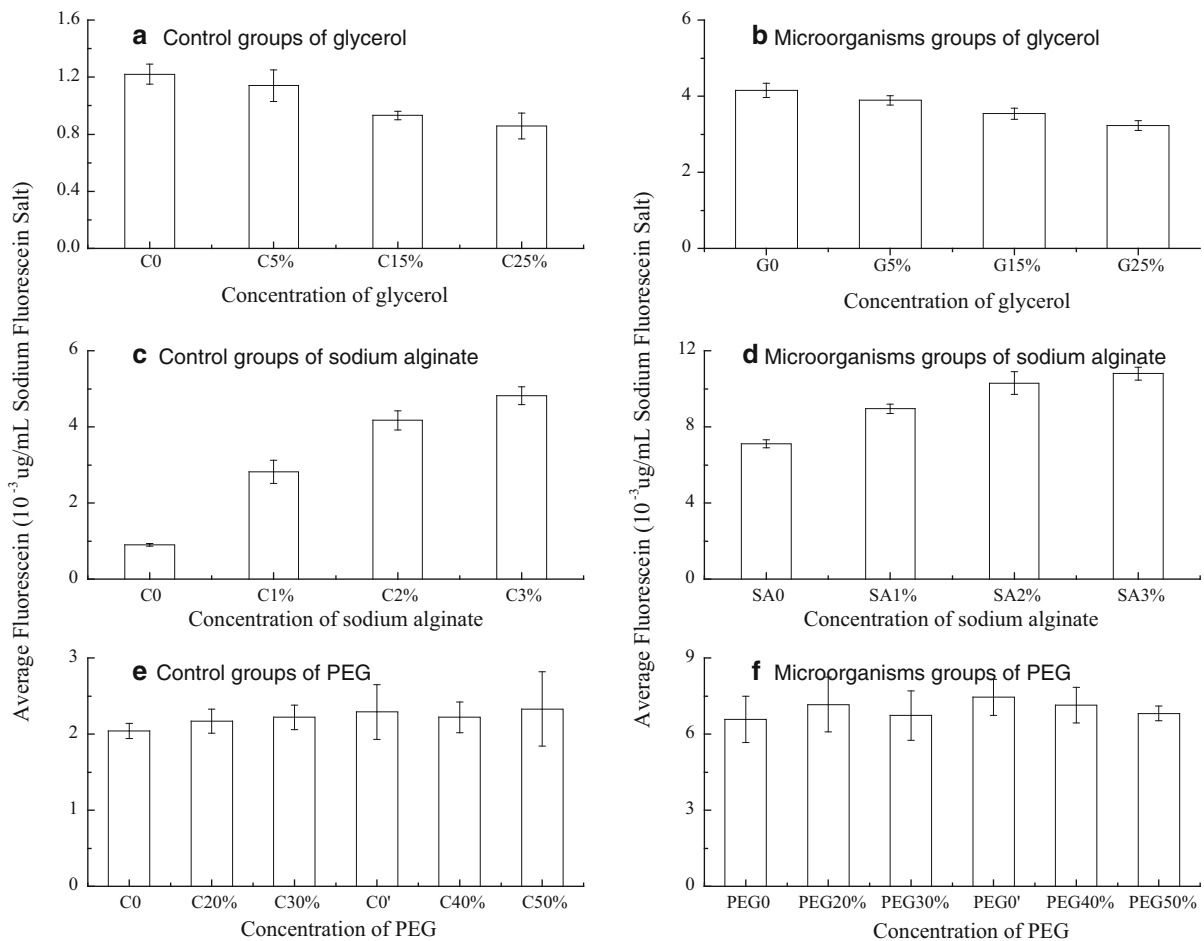 Average Fluorescein (10⁻³ug/mL Sodium Fluorescein Salt)
a Control groups of glycerol
1.6
1.2
0.8
0.4
0.0
C0 C5% C15% C25%
Concentration of glycerol
Average Fluorescein (10⁻³ug/mL Sodium Fluorescein Salt)
b Microorganisms groups of glycerol
6
4
2
0
G0 G5% G15% G25%
Concentration of glycerol
c Control groups of sodium alginate
6
4
2
0
C0 C1% C2% C3%
Concentration of sodium alginate
d Microorganisms groups of sodium alginate
12
9
6
3
0
SA0 SA1% SA2% SA3%
Concentration of sodium alginate
e Control groups of PEG
3
2
1
0
C0 C20% C30% C0' C40% C50%
Concentration of PEG
f Microorganisms groups of PEG
9
6
3
0
PEG0 PEG20% PEG30% PEG0' PEG40% PEG50%
Concentration of PEG